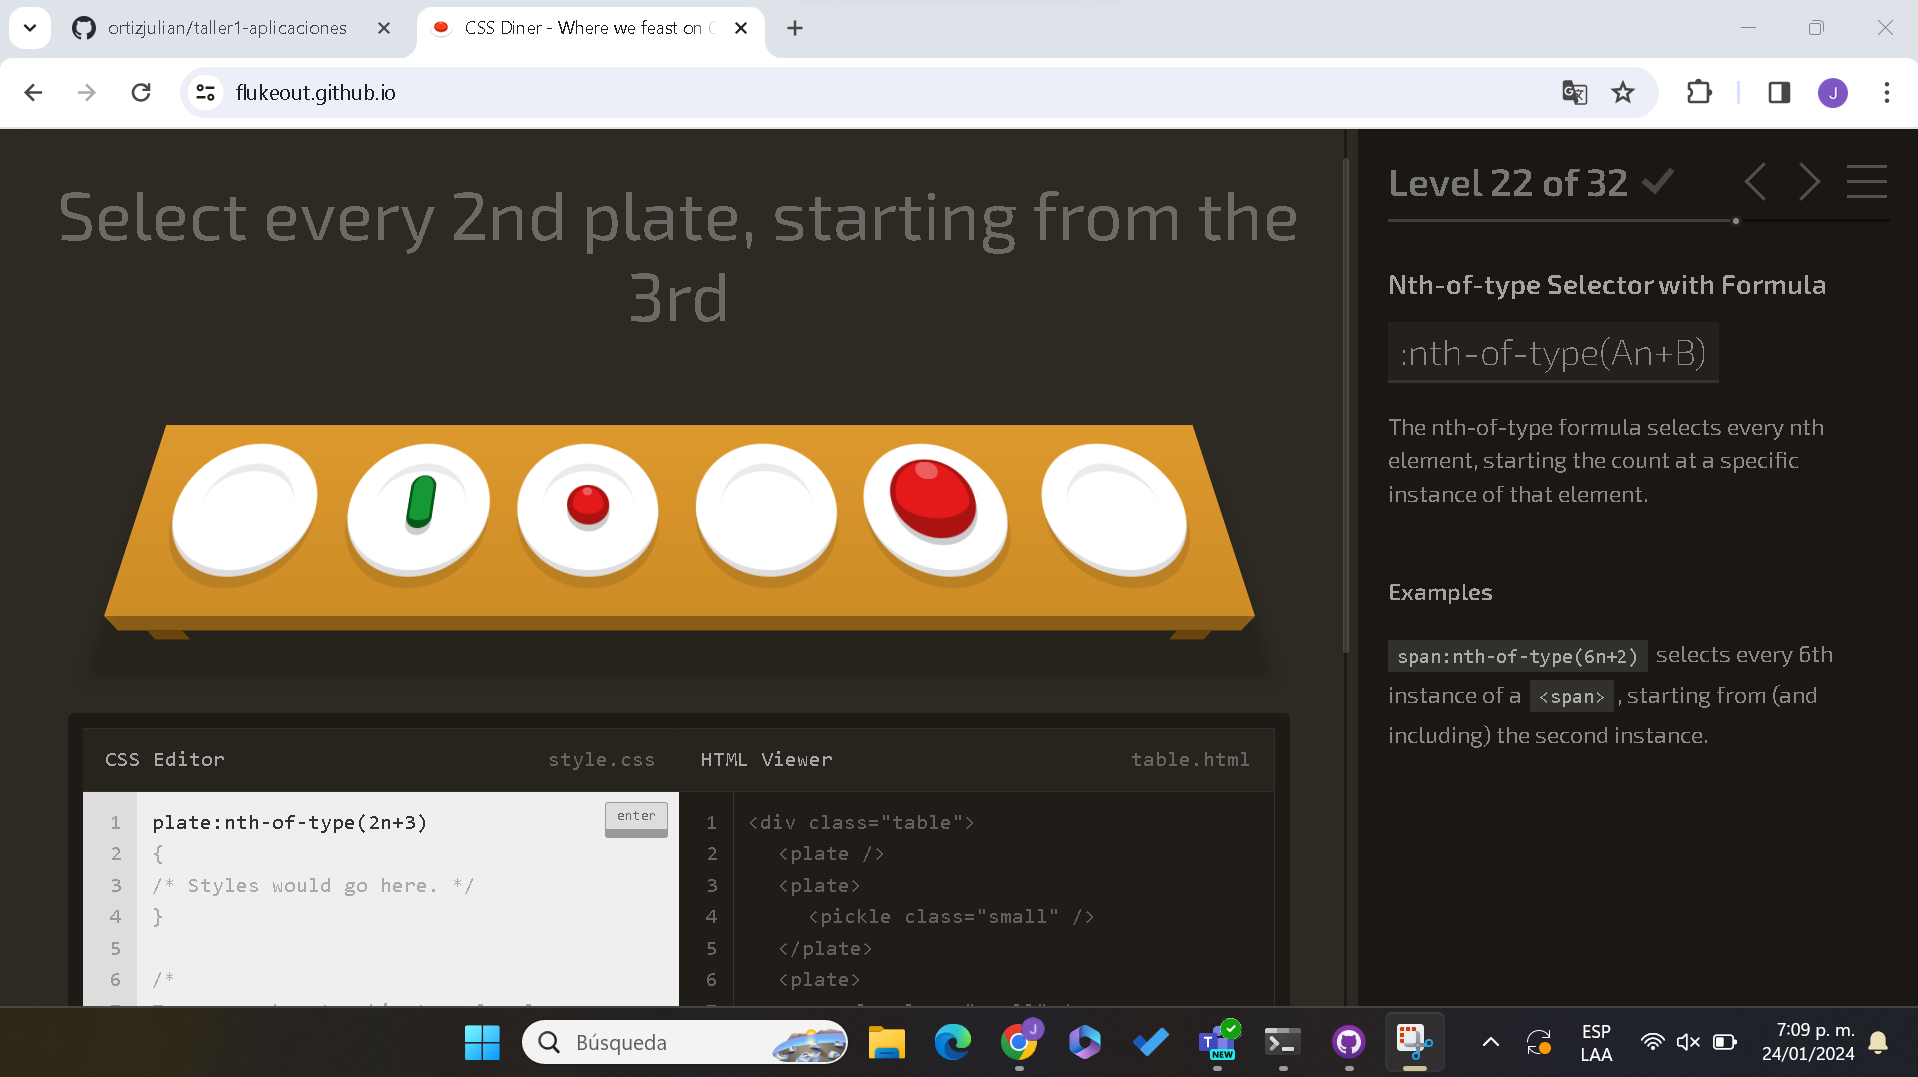 ortizjulian/taller1-aplicaciones
CSS Diner - Where we feast on
flukeout.github.io
J
Select every 2nd plate, starting from the
3rd
Level 22 of 32
Nth-of-type Selector with Formula
:nth-of-type(An+B)
The nth-of-type formula selects every nth
element, starting the count at a specific
instance of that element.
Examples
span:nth-of-type(6n+2) selects every 6th
instance of a <span> , starting from (and
including) the second instance.
CSS Editor style.css
enter
1 plate:nth-of-type(2n+3)
2 {
3 /* Styles would go here. */
4 }
5
6 /*
HTML Viewer table.html
1 <div class="table">
2 <plate />
3 <plate>
4 <pickle class="small" />
5 </plate>
6 <plate>
Búsqueda
J
T
NEW
ESP
LAA
7:09 p. m.
24/01/2024